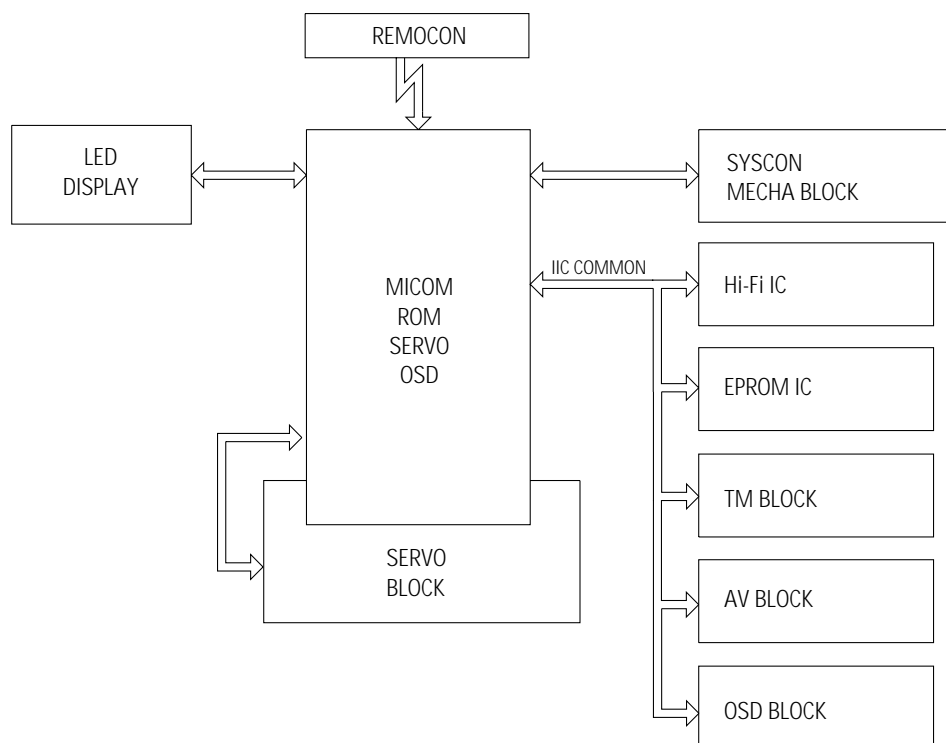 REMOCON
LED
DISPLAY
SYSCON
MECHA BLOCK
IIC COMMON
Hi-Fi IC
MICOM
ROM
SERVO
OSD
EPROM IC
TM BLOCK
SERVO
BLOCK
AV BLOCK
OSD BLOCK